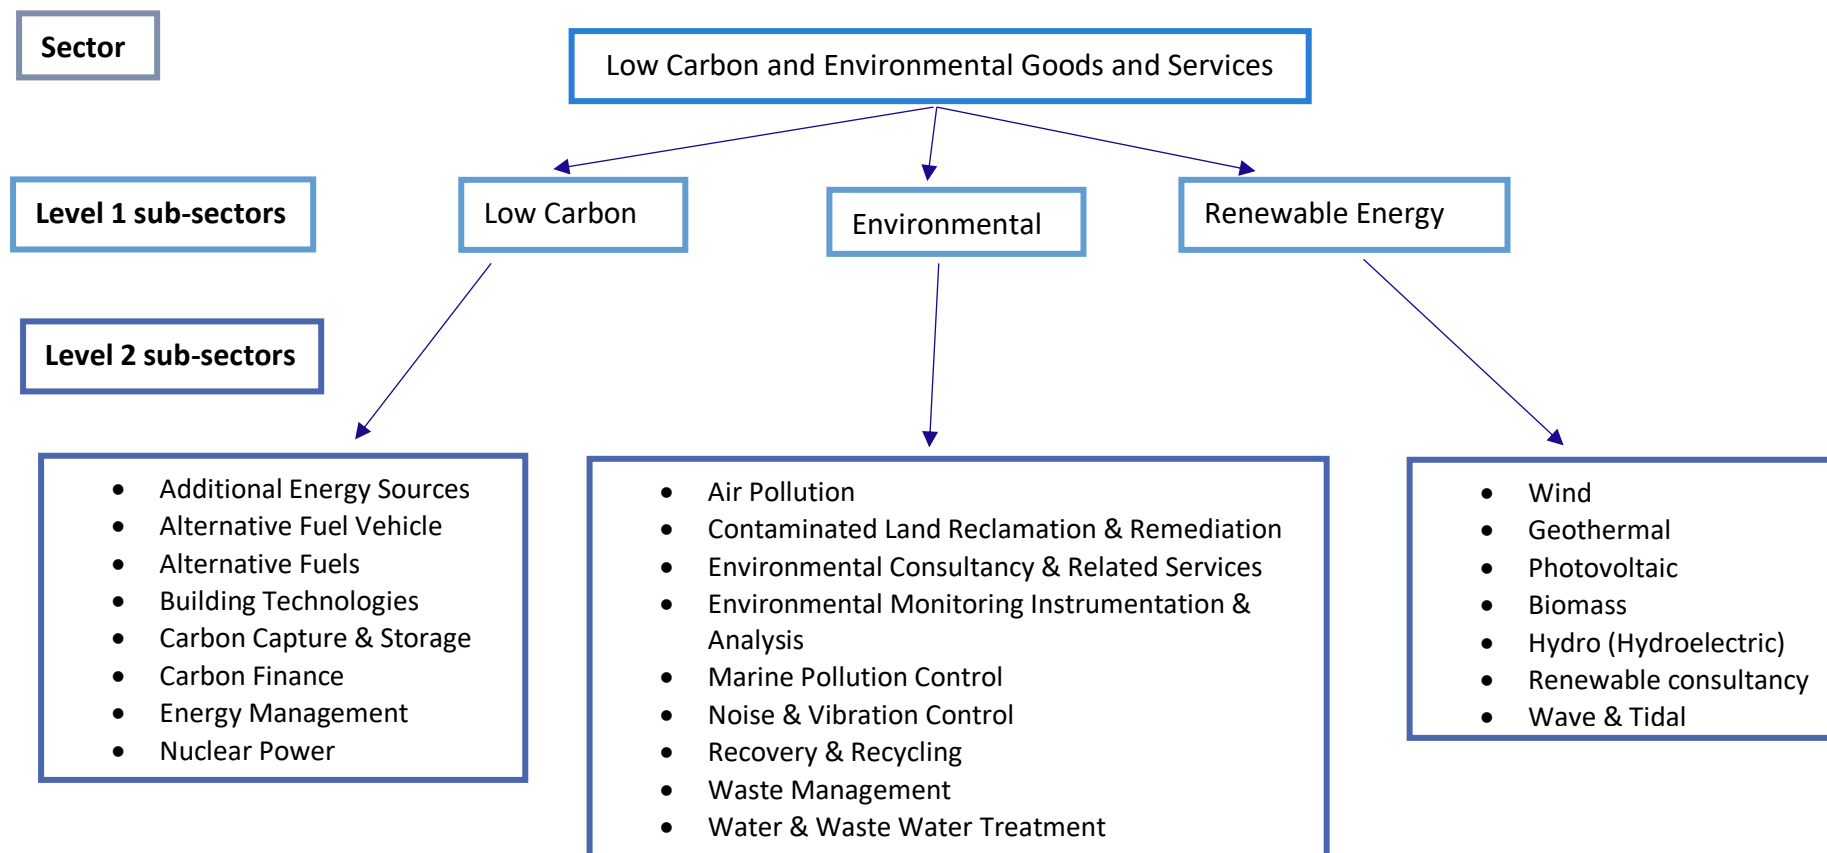 Sector
Low Carbon and Environmental Goods and Services
Level 1 sub-sectors
Low Carbon
Environmental
Renewable Energy
Level 2 sub-sectors
• Additional Energy Sources
• Alternative Fuel Vehicle
• Alternative Fuels
• Building Technologies
• Carbon Capture & Storage
• Carbon Finance
• Energy Management
• Nuclear Power
• Air Pollution
• Contaminated Land Reclamation & Remediation
• Environmental Consultancy & Related Services
• Environmental Monitoring Instrumentation &
Analysis
• Marine Pollution Control
• Noise & Vibration Control
• Recovery & Recycling
• Waste Management
• Water & Waste Water Treatment
• Wind
• Geothermal
• Photovoltaic
• Biomass
• Hydro (Hydroelectric)
• Renewable consultancy
• Wave & Tidal